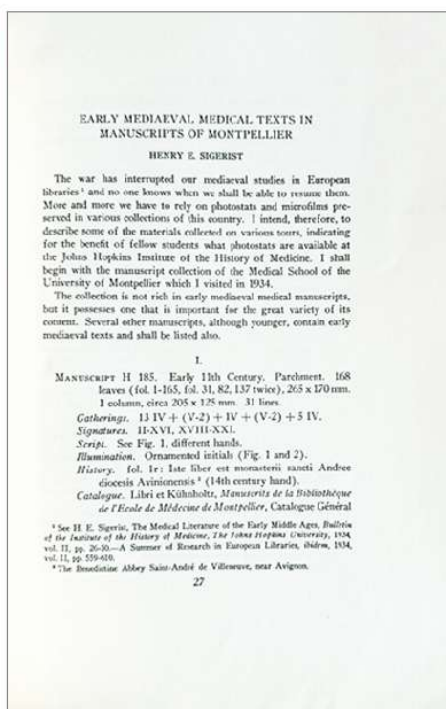 EARLY MEDIAEVAL MEDICAL TEXTS IN
MANUSCRIPTS OF MONTPELLIER
HENRY E. SIGERIST
The war has interrupted our mediaeval studies in European
libraries ¹ and no one knows when we shall be able to resume them.
More and more we have to rely on photostats and microfilms pre-
served in various collections of this country. I intend, therefore, to
describe some of the materials collected on various tours, indicating
for the benefit of fellow students what photostats are available at
the Johns Hopkins Institute of the History of Medicine. I shall
begin with the manuscript collection of the Medical School of the
University of Montpellier which I visited in 1934.
The collection is not rich in early mediaeval medical manuscripts,
but it possesses one that is important for the great variety of its
content. Several other manuscripts, although younger, contain early
mediaeval texts and shall be listed also.
I.
MANUSCRIPT H 185. Early 11th Century. Parchment. 168
leaves (fol. 1-165, fol. 31, 82, 137 twice), 265 x 170 mm.
1 column, circa 205 x 125 mm. 31 lines.
Gatherings. 13 IV + (V-2) + IV + (V-2) + 5 IV.
Signatures. II-XVI, XVIII-XXI.
Script. See Fig. 1, different hands.
Illumination. Ornamented initials (Fig. 1 and 2).
History. fol. 1r: Iste liber est monasterii sancti Andree
diocesis Avinionensis ² (14th century hand).
Catalogue. Libri et Kühnholtz, Manuscrits de la Bibliothèque
de l'Ecole de Médecine de Montpellier, Catalogue Général
¹ See H. E. Sigerist, The Medical Literature of the Early Middle Ages, Bulletin
of the Institute of the History of Medicine, The Johns Hopkins University, 1934,
vol. II, pp. 26-50.—A Summer of Research in European Libraries, ibidem, 1934,
vol. II, pp. 559-610.
² The Benedictine Abbey Saint-André de Villeneuve, near Avignon.
27